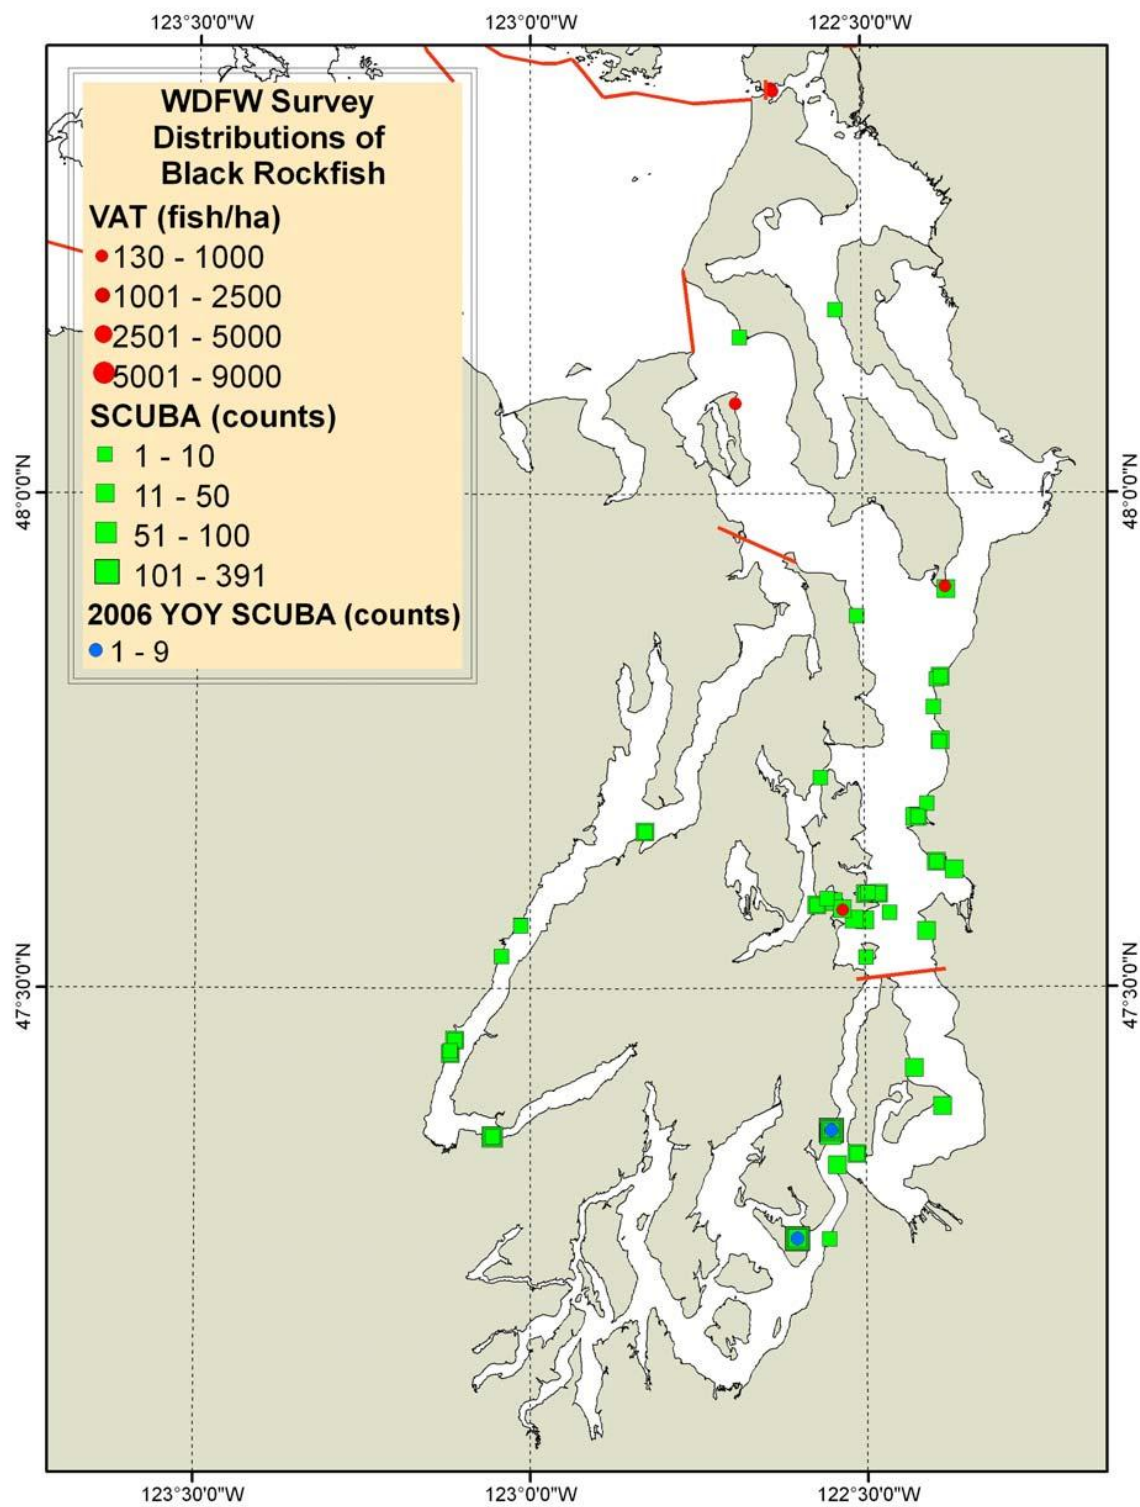 123°30'0"W 123°0'0"W 122°30'0"W
WDFW Survey
Distributions of
Black Rockfish
VAT (fish/ha)
130 - 1000
1001 - 2500
2501 - 5000
5001 - 9000
SCUBA (counts)
1 - 10
11 - 50
51 - 100
101 - 391
2006 YOY SCUBA (counts)
1 - 9
48°0'0"N 48°0'0"N
47°30'0"N 47°30'0"N
123°30'0"W 123°0'0"W 122°30'0"W